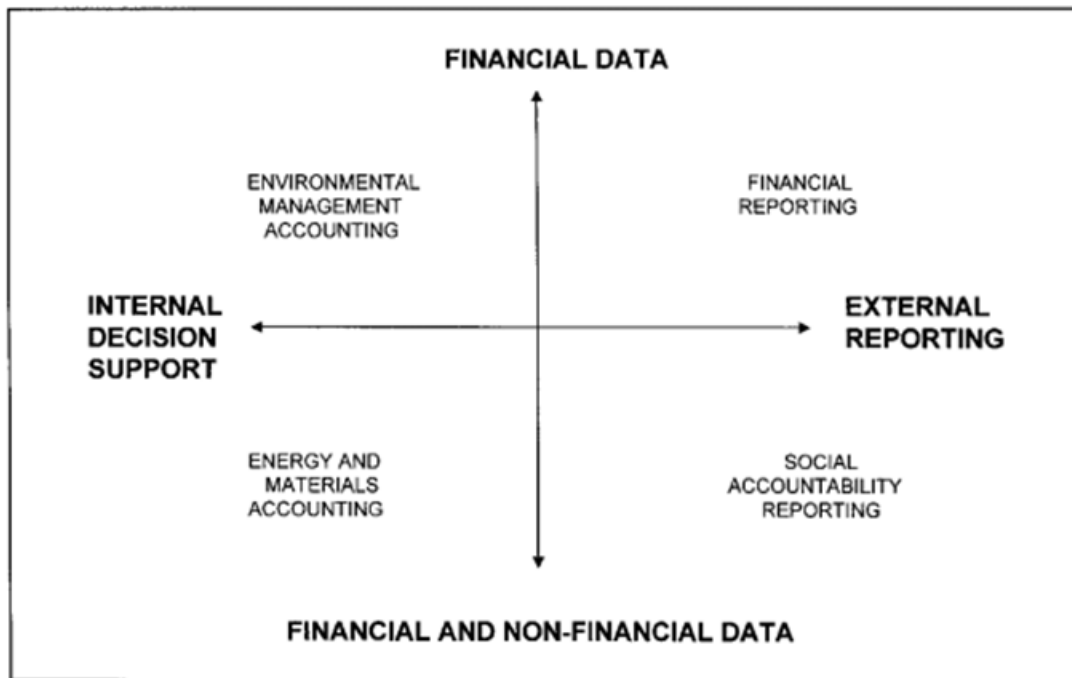 FINANCIAL DATA
ENVIRONMENTAL
MANAGEMENT
ACCOUNTING
FINANCIAL
REPORTING
INTERNAL
DECISION
SUPPORT
EXTERNAL
REPORTING
ENERGY AND
MATERIALS
ACCOUNTING
SOCIAL
ACCOUNTABILITY
REPORTING
FINANCIAL AND NON-FINANCIAL DATA